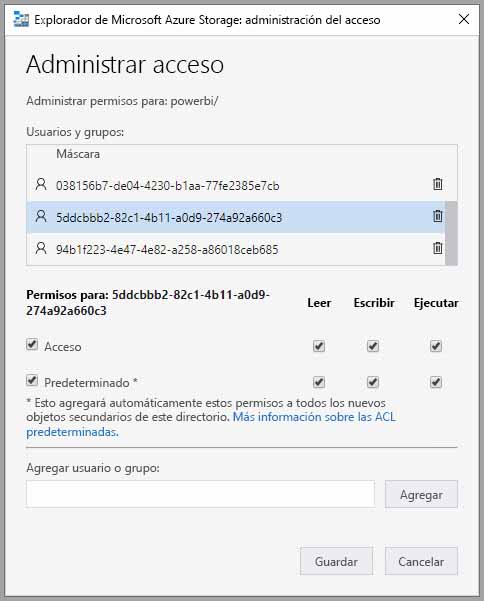 Explorador de Microsoft Azure Storage: administración del acceso
Administrar acceso
Administrar permisos para: powerbi/
Usuarios y grupos:
Máscara
038156b7-de04-4230-b1aa-77fe2385e7cb
5ddcbbb2-82c1-4b11-a0d9-274a92a660c3
94b1f223-4e47-4e82-a258-a86018ceb685
Permisos para: 5ddcbbb2-82c1-4b11-a0d9-
274a92a660c3
Leer Escribir Ejecutar
Acceso
Predeterminado *
* Esto agregará automáticamente estos permisos a todos los nuevos
objetos secundarios de este directorio. Más información sobre las ACL
predeterminadas.
Agregar usuario o grupo:
Agregar
Guardar Cancelar